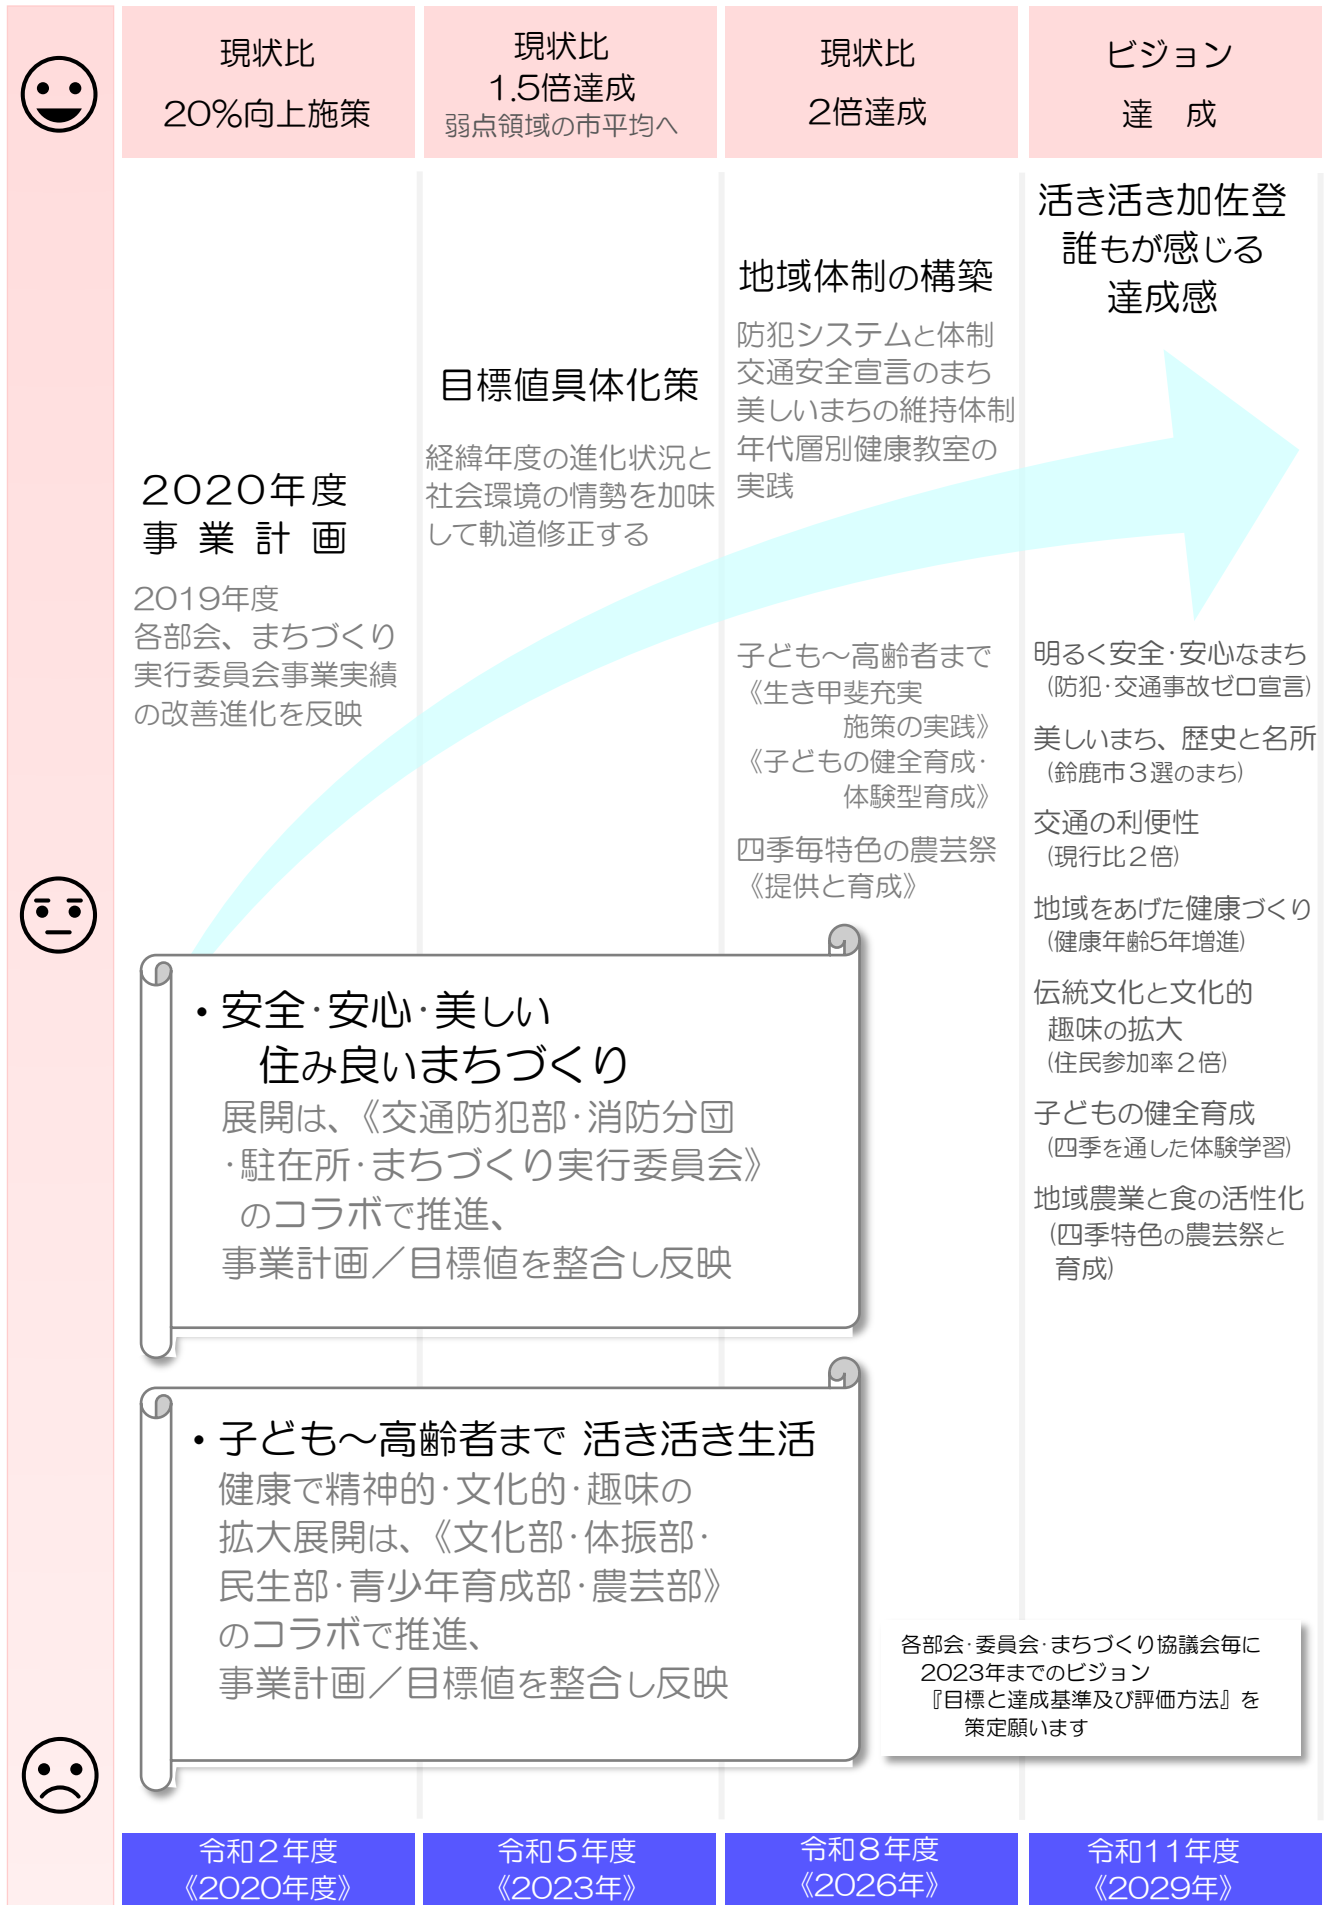 現状比
20%向上施策
現状比
1.5倍達成
弱点領域の市平均へ
現状比
2倍達成
ビジョン
達 成
2020年度
事 業 計 画
2019年度
各部会、まちづくり
実行委員会事業実績
の改善進化を反映
目標値具体化策
経緯年度の進化状況と
社会環境の情勢を加味
して軌道修正する
地域体制の構築
防犯システムと体制
交通安全宣言のまち
美しいまちの維持体制
年代層別健康教室の
実践
子ども～高齢者まで
《生き甲斐充実
施策の実践》
《子どもの健全育成・
体験型育成》
四季毎特色の農芸祭
《提供と育成》
活き活き加佐登
誰もが感じる
達成感
明るく安全・安心なまち
(防犯・交通事故ゼロ宣言)
美しいまち、歴史と名所
(鈴鹿市３選のまち)
交通の利便性
(現行比２倍)
地域をあげた健康づくり
(健康年齢5年増進)
伝統文化と文化的
趣味の拡大
(住民参加率２倍)
子どもの健全育成
(四季を通した体験学習)
地域農業と食の活性化
(四季特色の農芸祭と
育成)
・安全・安心・美しい
住み良いまちづくり
展開は、《交通防犯部・消防分団
・駐在所・まちづくり実行委員会》
のコラボで推進、
事業計画／目標値を整合し反映
・子ども～高齢者まで 活き活き生活
健康で精神的・文化的・趣味の
拡大展開は、《文化部・体振部・
民生部・青少年育成部・農芸部》
のコラボで推進、
事業計画／目標値を整合し反映
各部会・委員会・まちづくり協議会毎に
2023年までのビジョン
『目標と達成基準及び評価方法』を
策定願います
令和２年度
《2020年度》
令和５年度
《2023年》
令和８年度
《2026年》
令和11年度
《2029年》